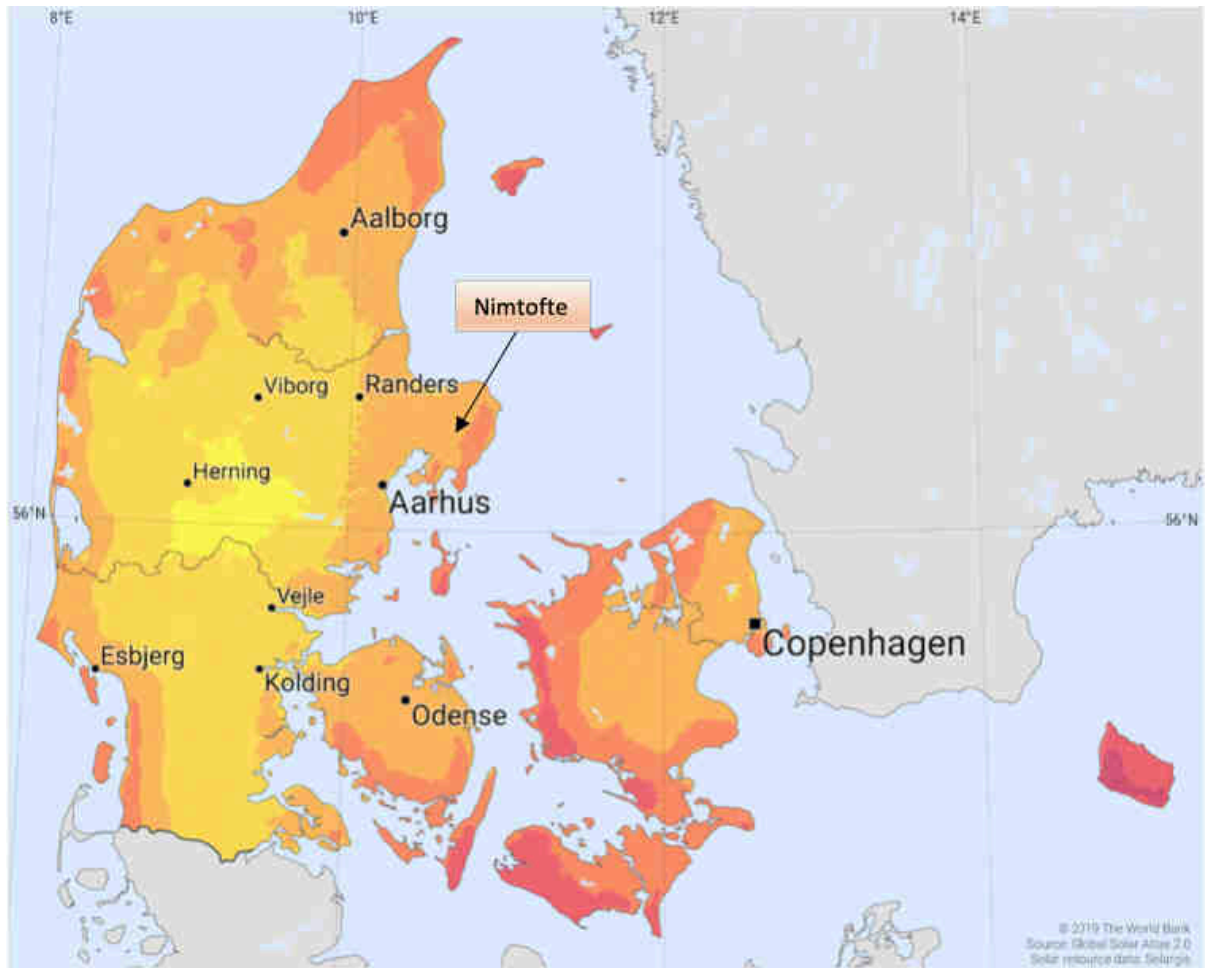 8°E
10°E
12°E
14°E
Aalborg
Nimtofte
Viborg
Randers
Herning
Aarhus
56°N
56°N
Vejle
Copenhagen
Esbjerg
Kolding
Odense
© 2019 The World Bank
Source: Global Solar Atlas 2.0
Solar resource data: Solargis